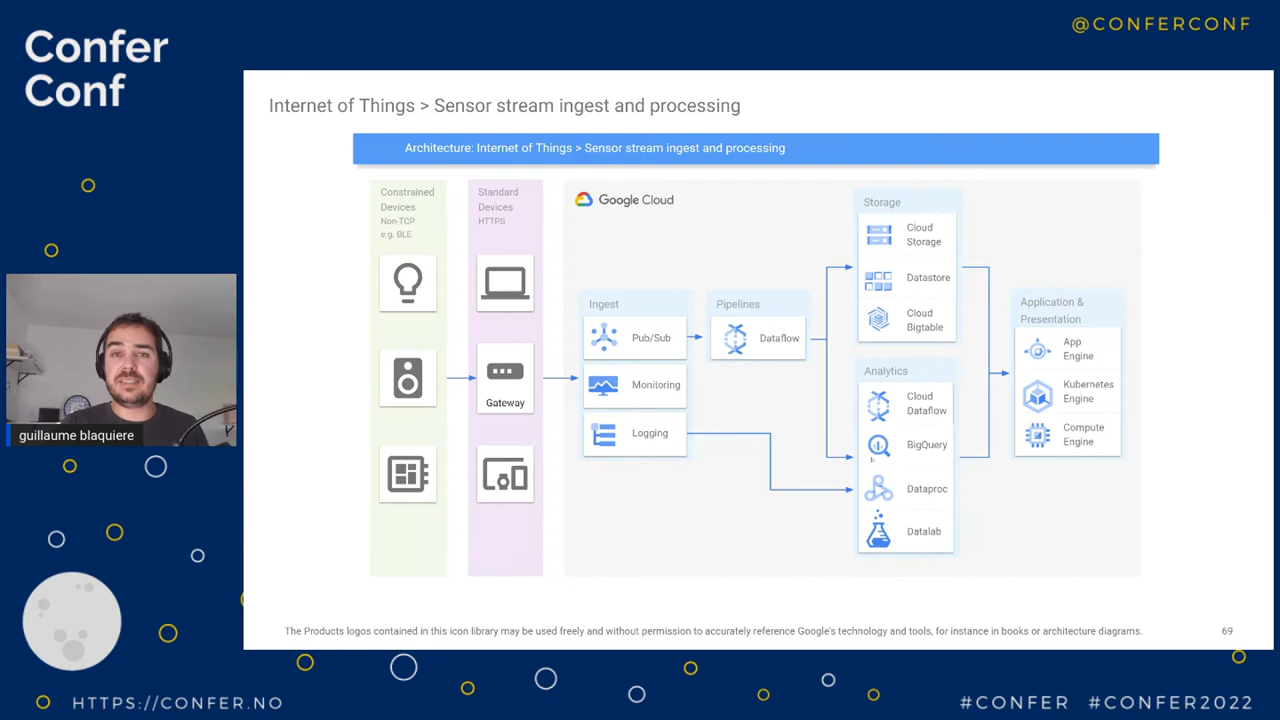 Confer
Conf
@CONFERCONF
Internet of Things > Sensor stream ingest and processing
Architecture: Internet of Things > Sensor stream ingest and processing
Constrained
Devices
Non-TCP
e.g. BLE
Standard
Devices
HTTPS
Gateway
Google Cloud
Ingest
Pub/Sub
Monitoring
Logging
Pipelines
Dataflow
Storage
Cloud
Storage
Datastore
Cloud
Bigtable
Analytics
Cloud
Dataflow
BigQuery
Dataproc
Datalab
Application &
Presentation
App
Engine
Kubernetes
Engine
Compute
Engine
guillaume blaquiere
The Products logos contained in this icon library may be used freely and without permission to accurately reference Google's technology and tools, for instance in books or architecture diagrams.
69
HTTPS://CONFER.NO
#CONFER #CONFER2022